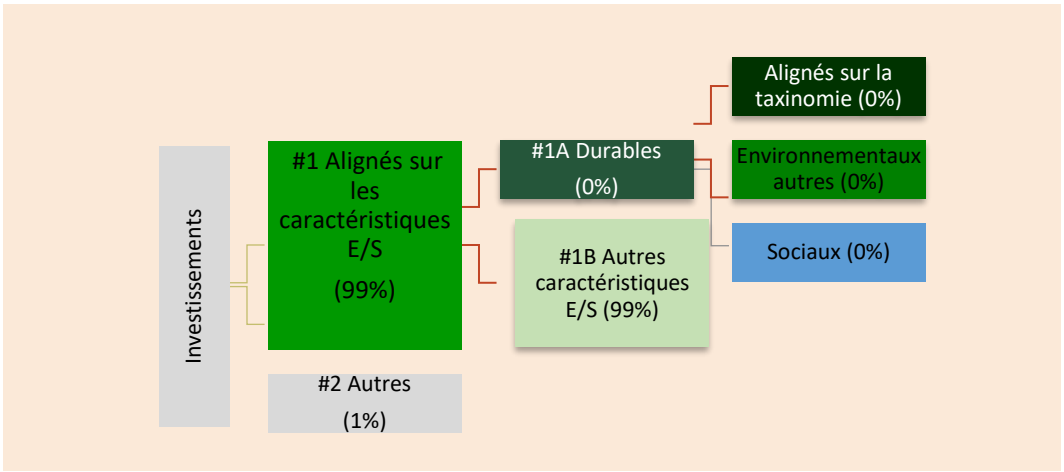 Investissements
#1 Alignés sur
les
caractéristiques
E/S
(99%)
#2 Autres
(1%)
#1A Durables
(0%)
#1B Autres
caractéristiques
E/S (99%)
Alignés sur la
taxinomie (0%)
Environnementaux
autres (0%)
Sociaux (0%)